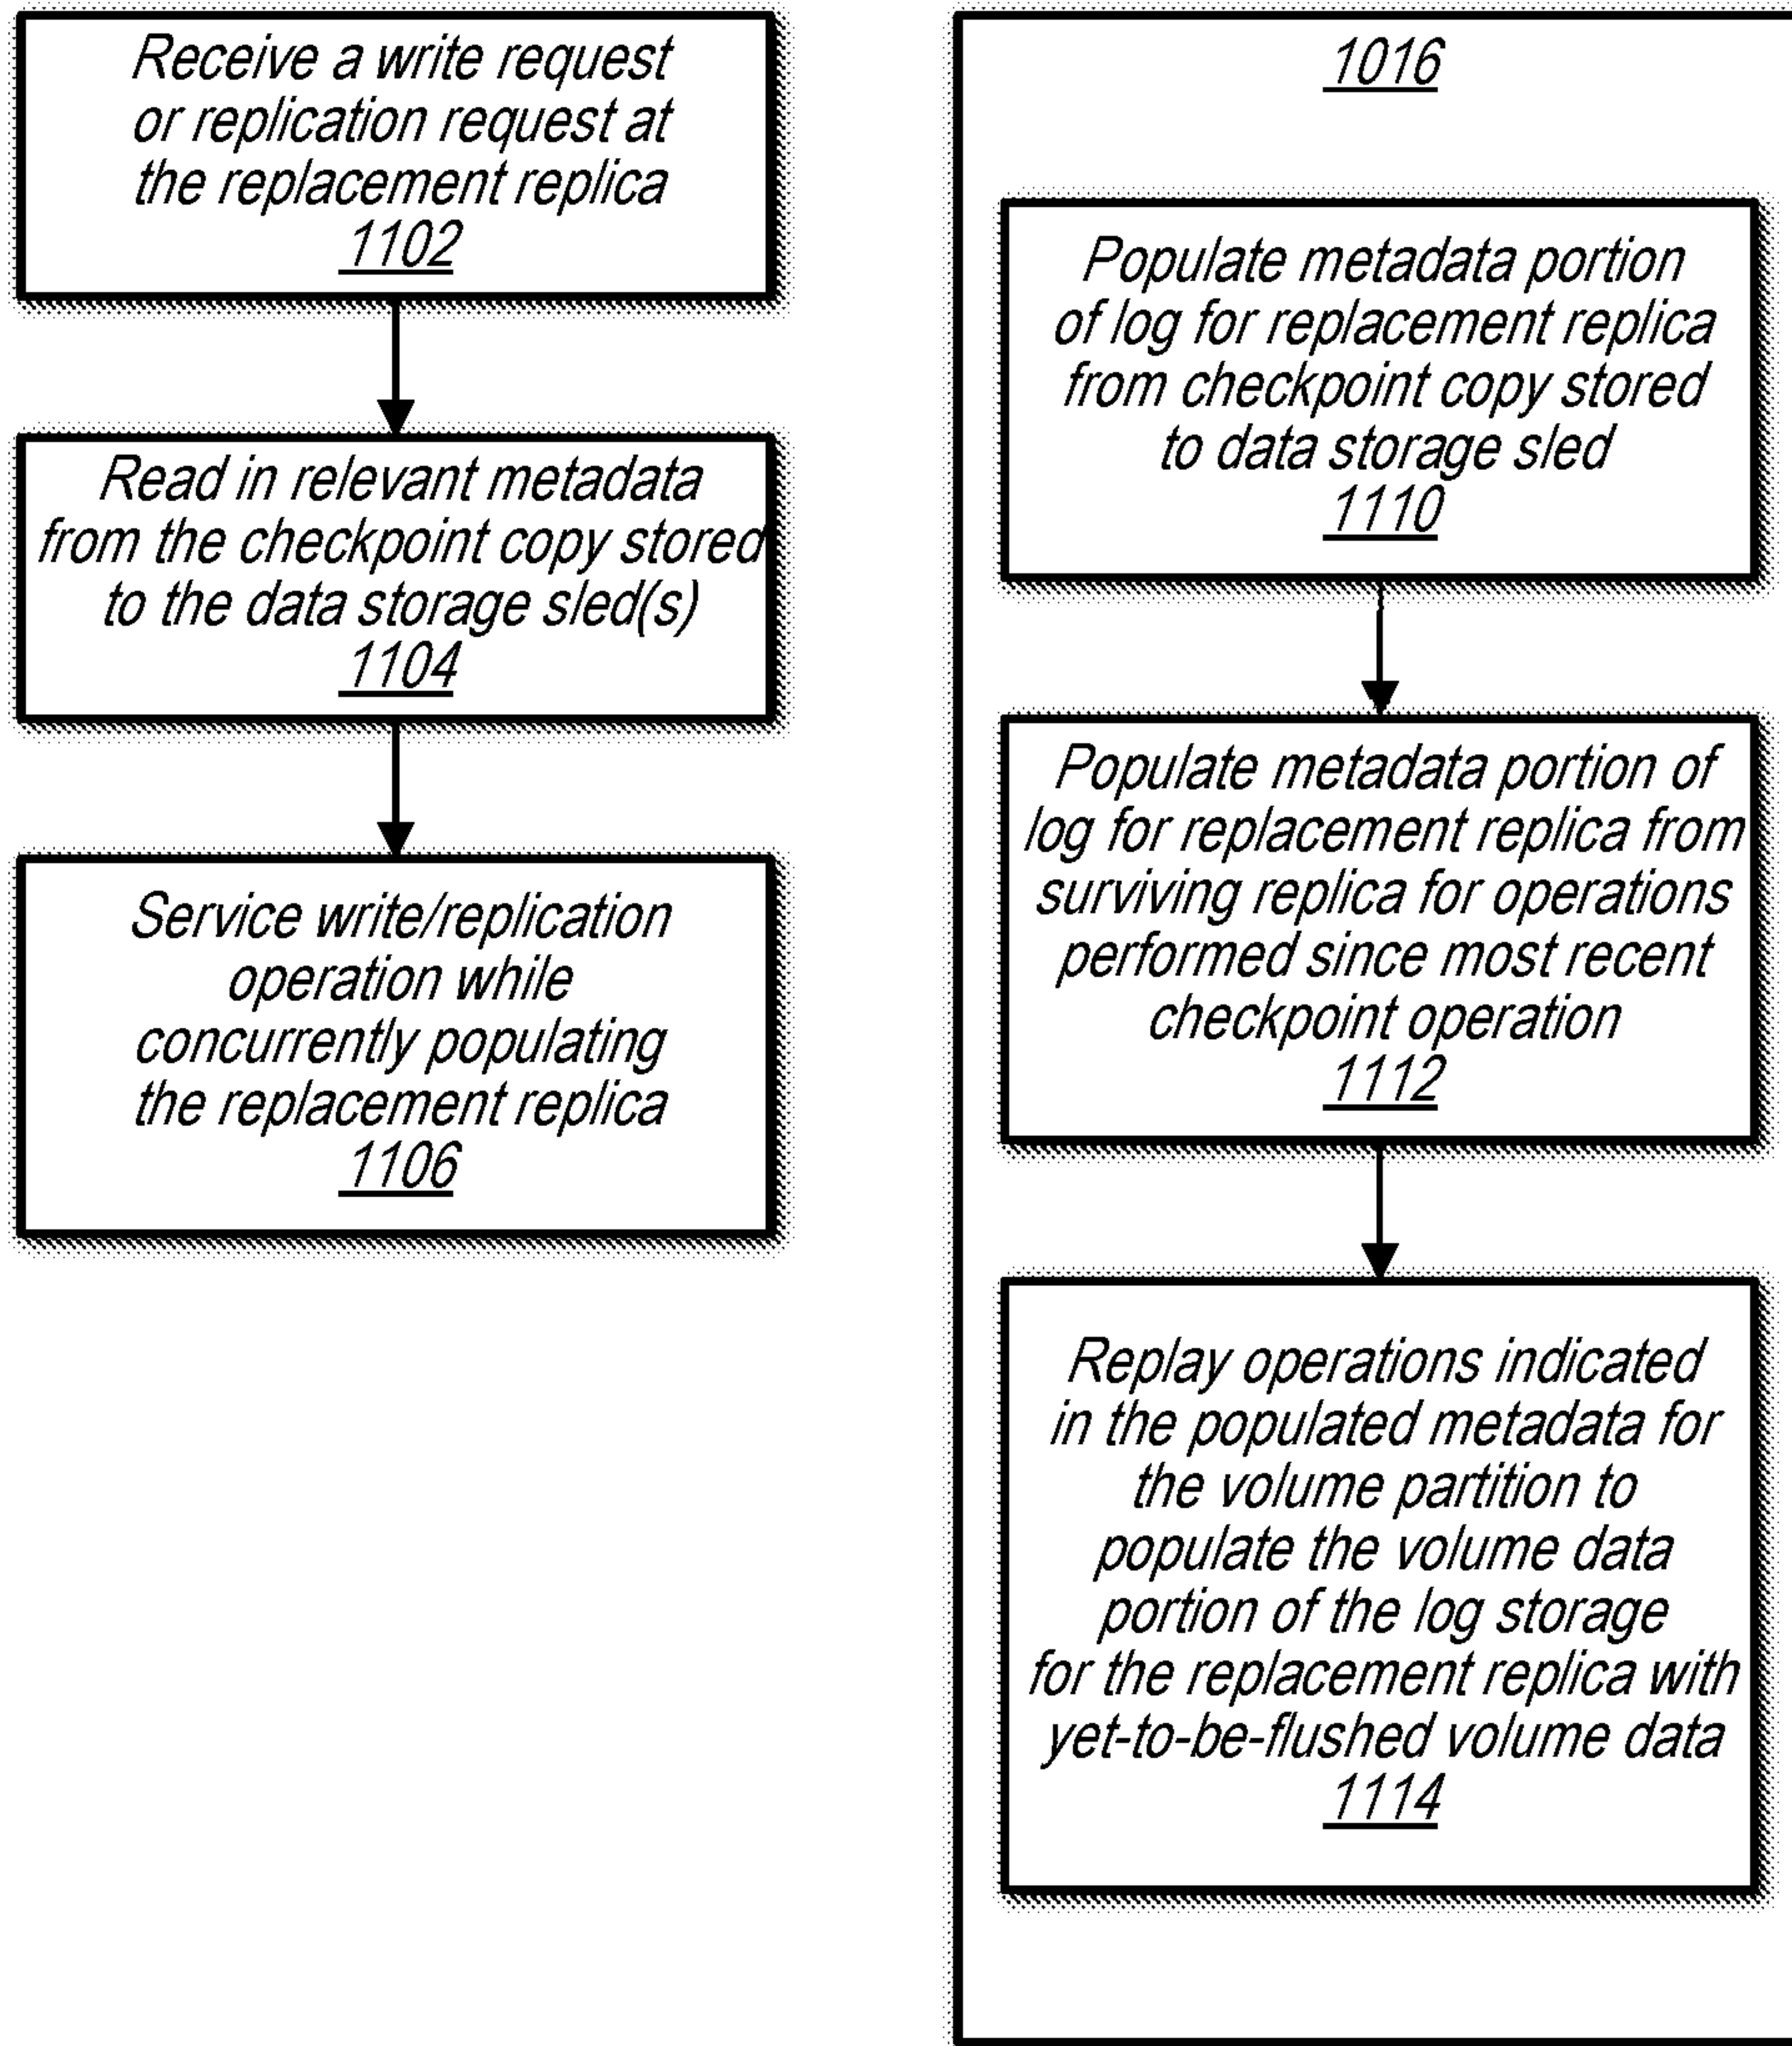 Receive a write request
or replication request at
the replacement replica
1102
Read in relevant metadata
from the checkpoint copy stored
to the data storage sled(s)
1104
Service write/replication
operation while
concurrently populating
the replacement replica
1106
1016
Populate metadata portion
of log for replacement replica
from checkpoint copy stored
to data storage sled
1110
Populate metadata portion of
log for replacement replica from
surviving replica for operations
performed since most recent
checkpoint operation
1112
Replay operations indicated
in the populated metadata for
the volume partition to
populate the volume data
portion of the log storage
for the replacement replica with
yet-to-be-flushed volume data
1114